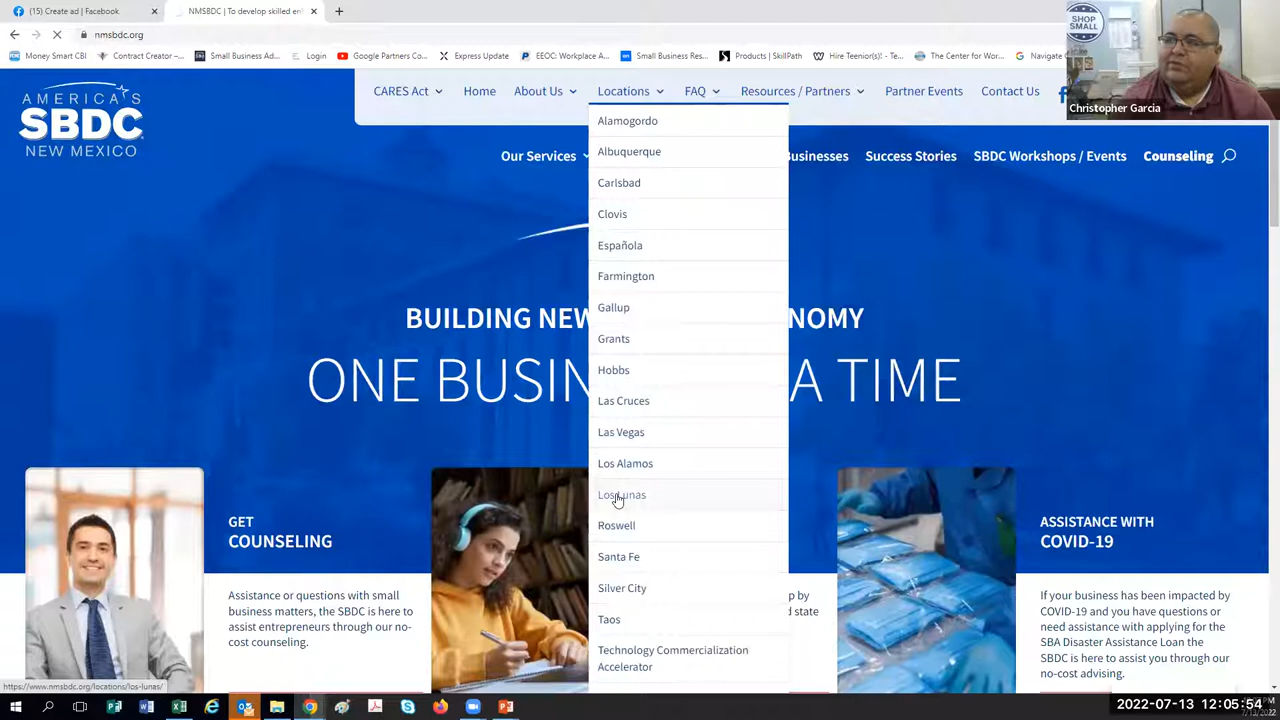 (15) Create ad | Facebook
NMSBDC | To develop skilled en
nmsbdc.org
Money Smart CBI
Contract Creator –...
Small Business Ad...
Login
Google Partners Co...
Express Update
EEOC: Workplace A...
Small Business Res...
Products | SkillPath
Hire Teenior(s)! - Te...
The Center for Wor...
Navigate
SHOP
SMALL
Christopher Garcia
CARES Act
Home
About Us
Locations
FAQ
Resources / Partners
Partner Events
Contact Us
AMERICA'S
SBDC
NEW MEXICO
Our Services
Businesses
Success Stories
SBDC Workshops / Events
Counseling
Alamogordo
Albuquerque
Carlsbad
Clovis
Española
Farmington
Gallup
Grants
Hobbs
Las Cruces
Las Vegas
Los Alamos
Los Lunas
Roswell
Santa Fe
Silver City
Taos
Technology Commercialization
Accelerator
BUILDING NEW
NOMY
ONE BUSIN
A TIME
GET
COUNSELING
Assistance or questions with small
business matters, the SBDC is here to
assist entrepreneurs through our no-
cost counseling.
p by
d state
ASSISTANCE WITH
COVID-19
If your business has been impacted by
COVID-19 and you have questions or
need assistance with applying for the
SBA Disaster Assistance Loan the
SBDC is here to assist you through our
no-cost advising.
https://www.nmsbdc.org/locations/los-lunas/
2022-07-13 12:05:54